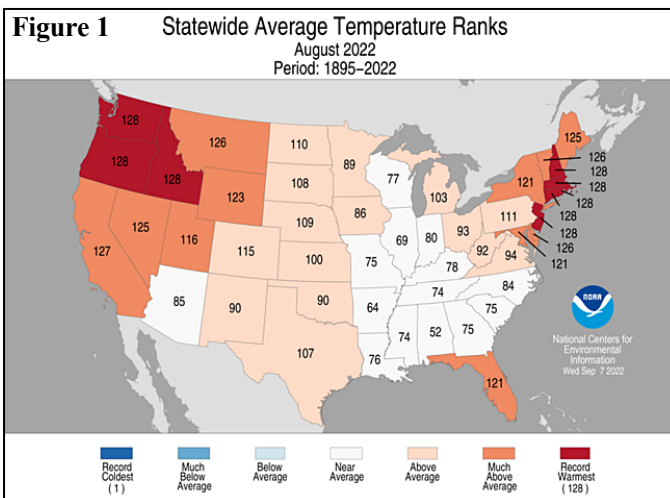 Figure 1
Statewide Average Temperature Ranks
August 2022
Period: 1895–2022
128
128
128
126
123
127
125
116
85
115
90
110
108
109
100
90
107
89
86
75
64
76
77
69
80
103
93
78
74
74
52
75
121
92
94
84
75
111
121
125
126
128
128
128
128
128
126
121
NOAA
National Centers for
Environmental
Information
Wed Sep 7 2022
Record
Coldest
( 1 )
Much
Below
Average
Below
Average
Near
Average
Above
Average
Much
Above
Average
Record
Warmest
( 128 )